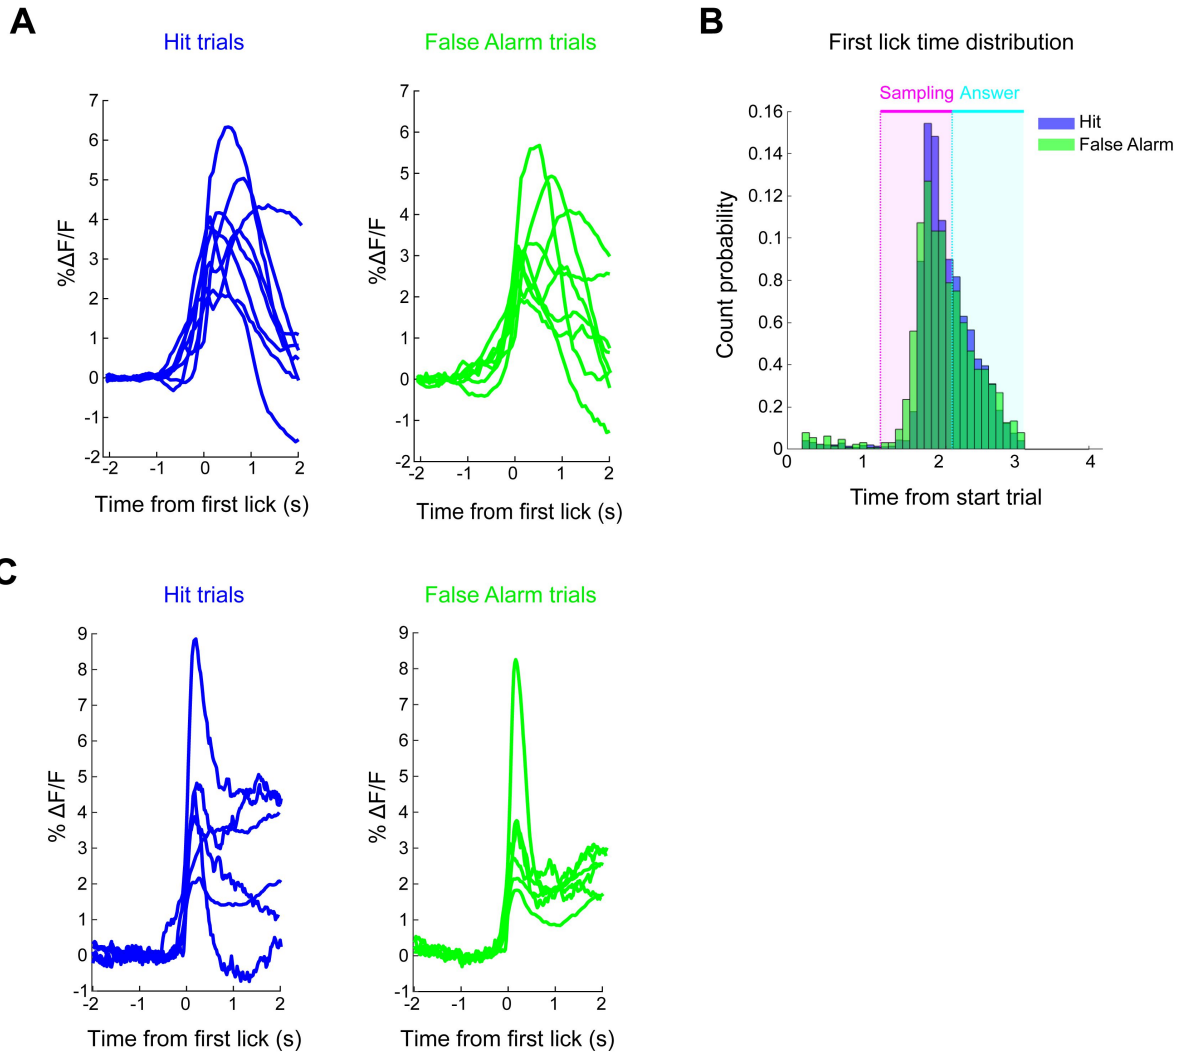 A
Hit trials
False Alarm trials
7
6
5
4
3
2
1
0
-1
-2
%ΔF/F
-2 -1 0 1 2
Time from first lick (s)
7
6
5
4
3
2
1
0
-1
-2
%ΔF/F
-2 -1 0 1 2
Time from first lick (s)
B
First lick time distribution
Sampling Answer
Hit
False Alarm
0.16
0.14
0.12
0.1
0.8
0.6
0.4
0.2
0
Count probability
0 1 2 3 4
Time from start trial
C
Hit trials
False Alarm trials
9
8
7
6
5
4
3
2
1
0
-1
% ΔF/F
-2 -1 0 1 2
Time from first lick (s)
9
8
7
6
5
4
3
2
1
0
-1
% ΔF/F
-2 -1 0 1 2
Time from first lick (s)